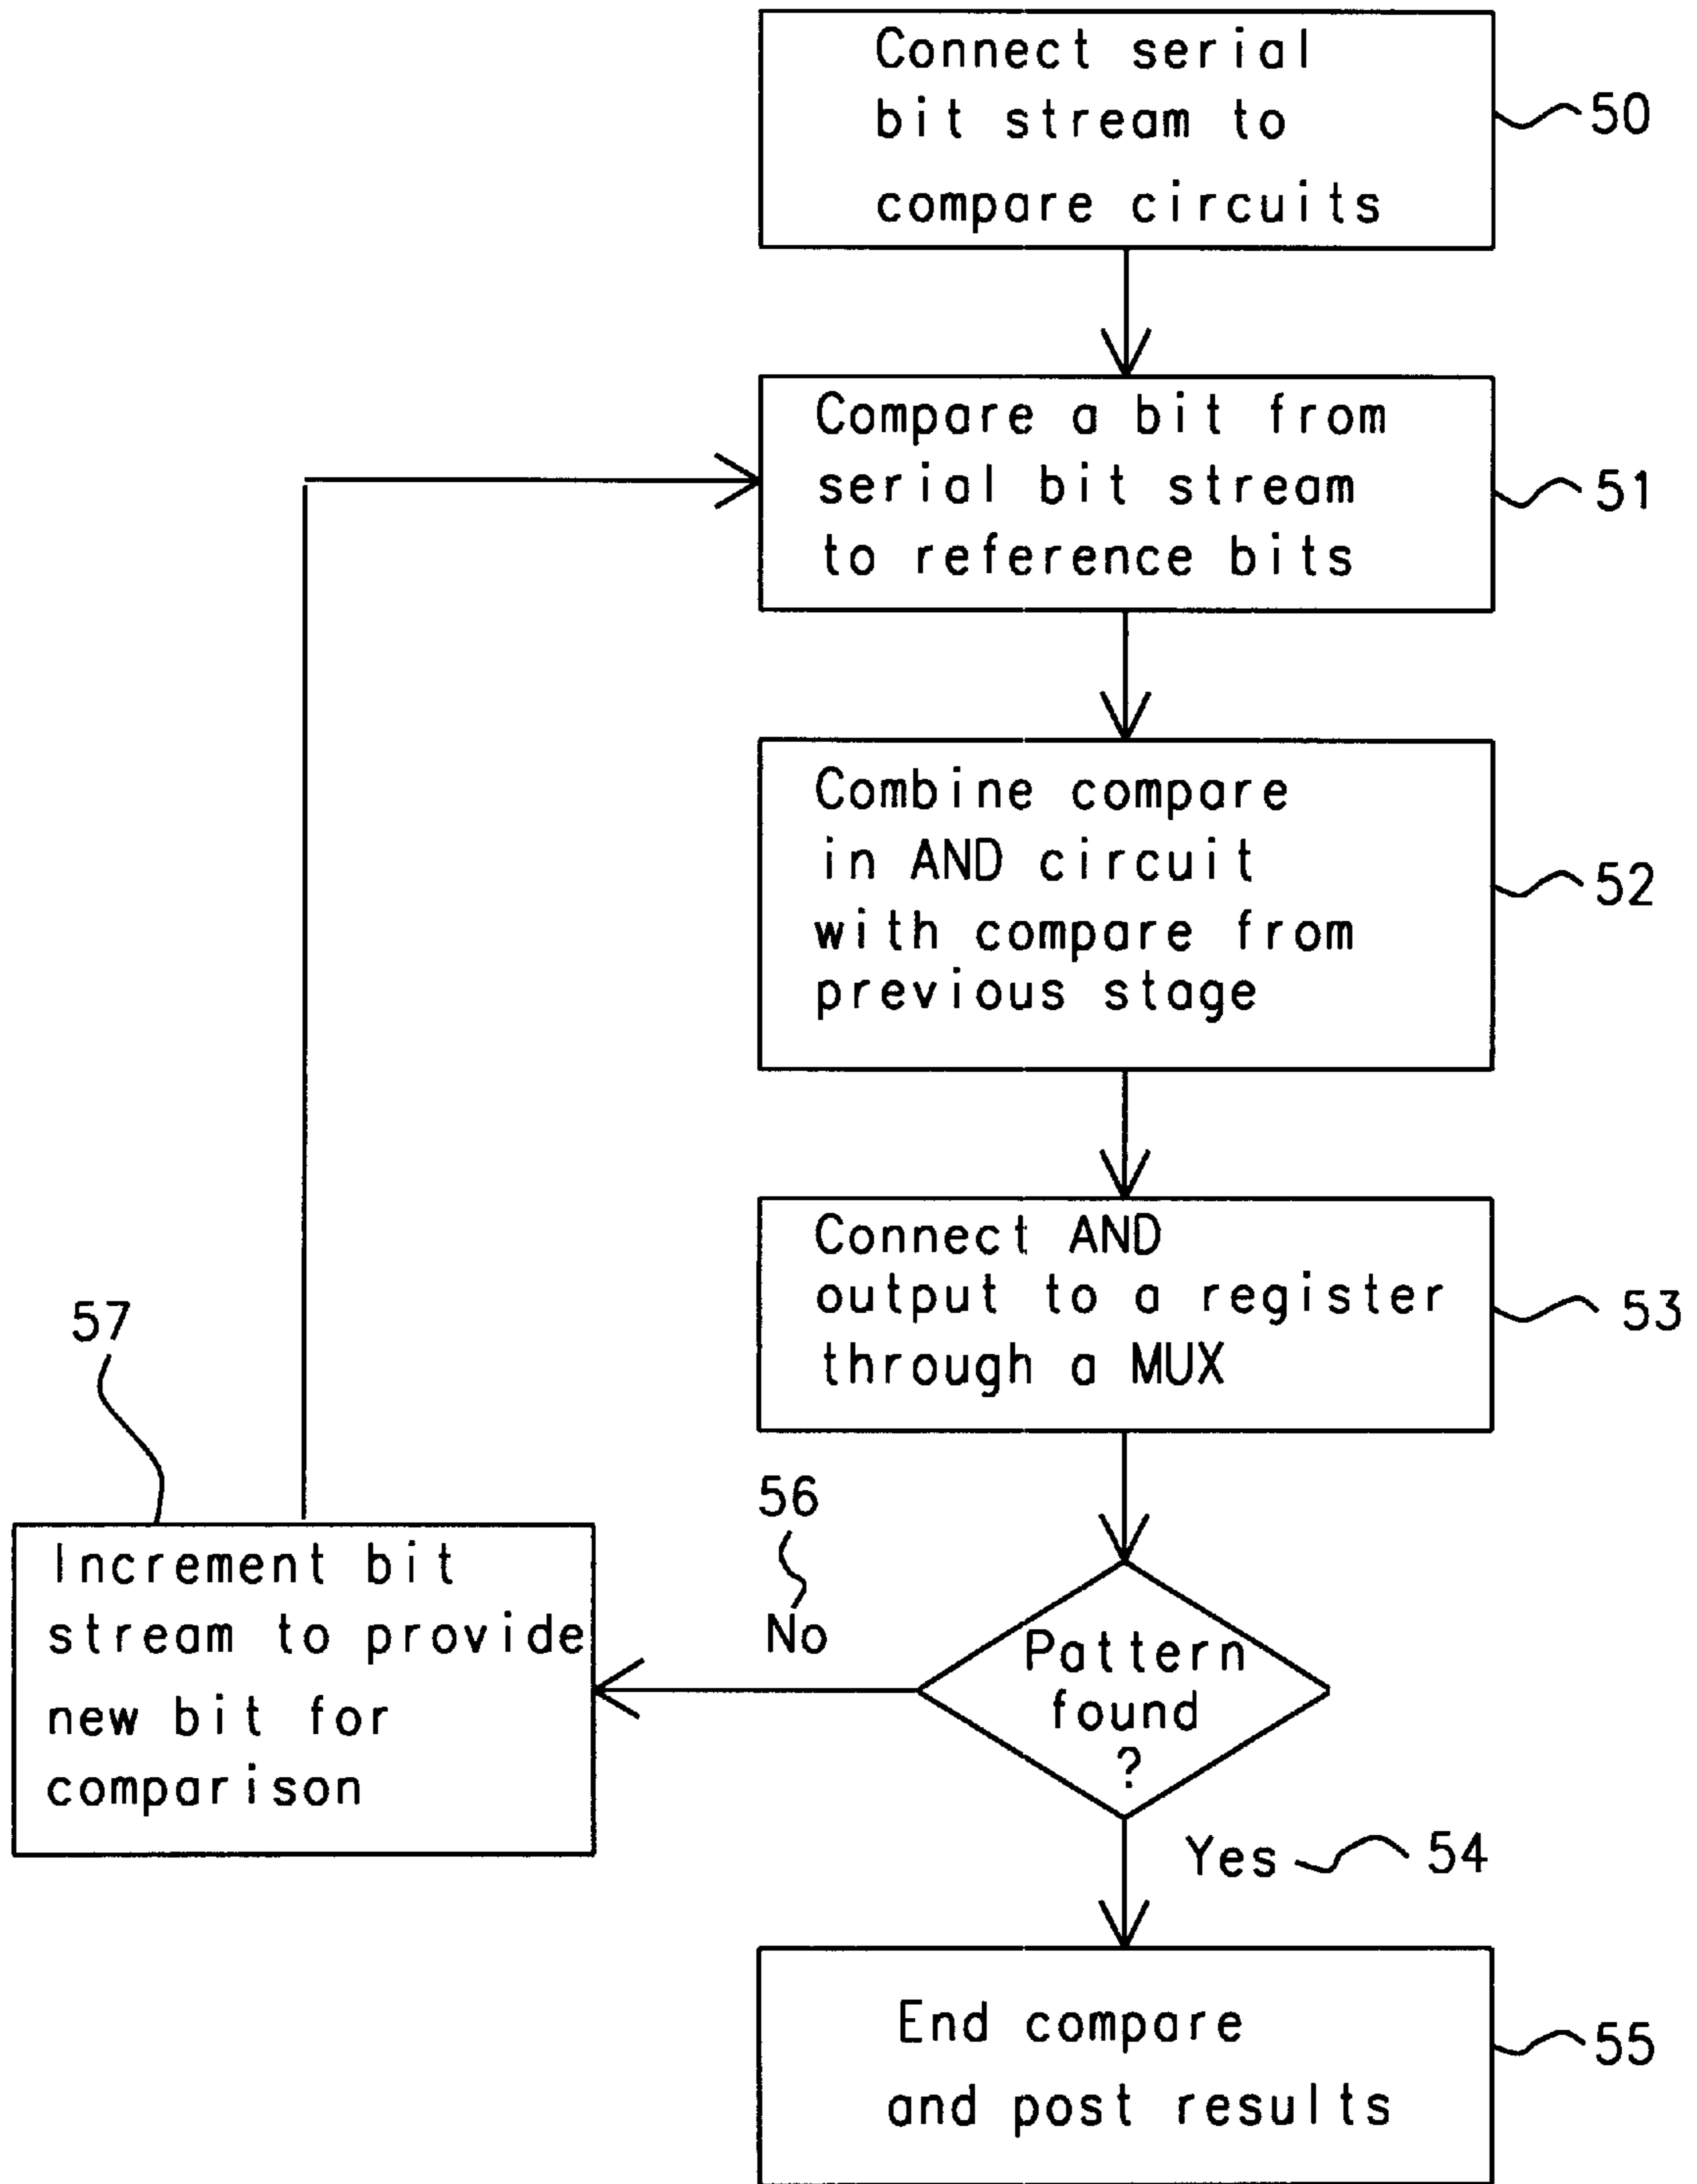 Connect serial
bit stream to
compare circuits
50
Compare a bit from
serial bit stream
to reference bits
51
Combine compare
in AND circuit
with compare from
previous stage
52
Connect AND
output to a register
through a MUX
53
57
Increment bit
stream to provide
new bit for
comparison
56
No
Pattern
found
?
Yes
54
End compare
and post results
55